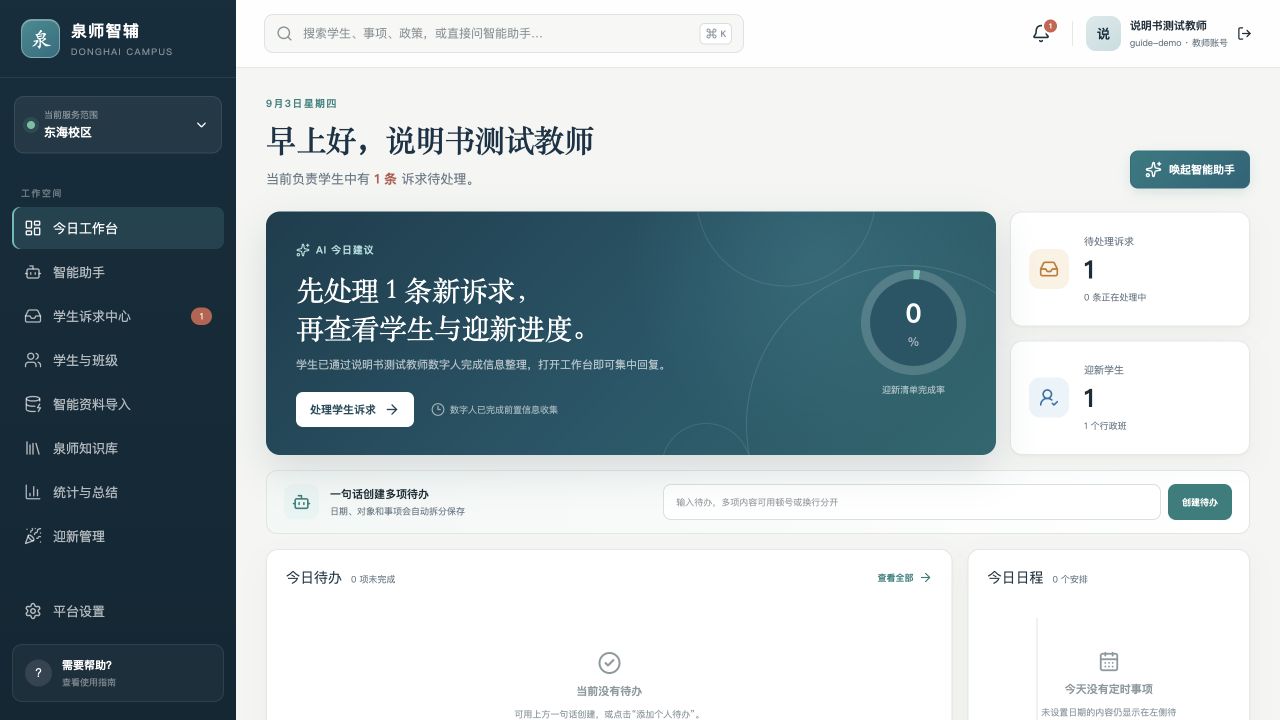 泉
泉师智辅
DONGHAI CAMPUS
当前服务范围
东海校区
工作空间
今日工作台
智能助手
学生诉求中心
1
学生与班级
智能资料导入
泉师知识库
统计与总结
迎新管理
平台设置
?
需要帮助?
查看使用指南
搜索学生、事项、政策，或直接问智能助手...
⌘ K
1
说
说明书测试教师
guide-demo · 教师账号
9月3日星期四
早上好，说明书测试教师
当前负责学生中有 1 条 诉求待处理。
唤起智能助手
AI 今日建议
先处理 1 条新诉求，
再查看学生与迎新进度。
学生已通过说明书测试教师数字人完成信息整理，打开工作台即可集中回复。
处理学生诉求
数字人已完成前置信息收集
0
%
迎新清单完成率
待处理诉求
1
0 条正在处理中
迎新学生
1
1 个行政班
一句话创建多项待办
日期、对象和事项会自动拆分保存
输入待办，多项内容可用顿号或换行分开
创建待办
今日待办 0 项未完成
查看全部
当前没有待办
可用上方一句话创建，或点击“添加个人待办”。
今日日程 0 个安排
今天没有定时事项
未设置日期的内容仍显示在左侧待